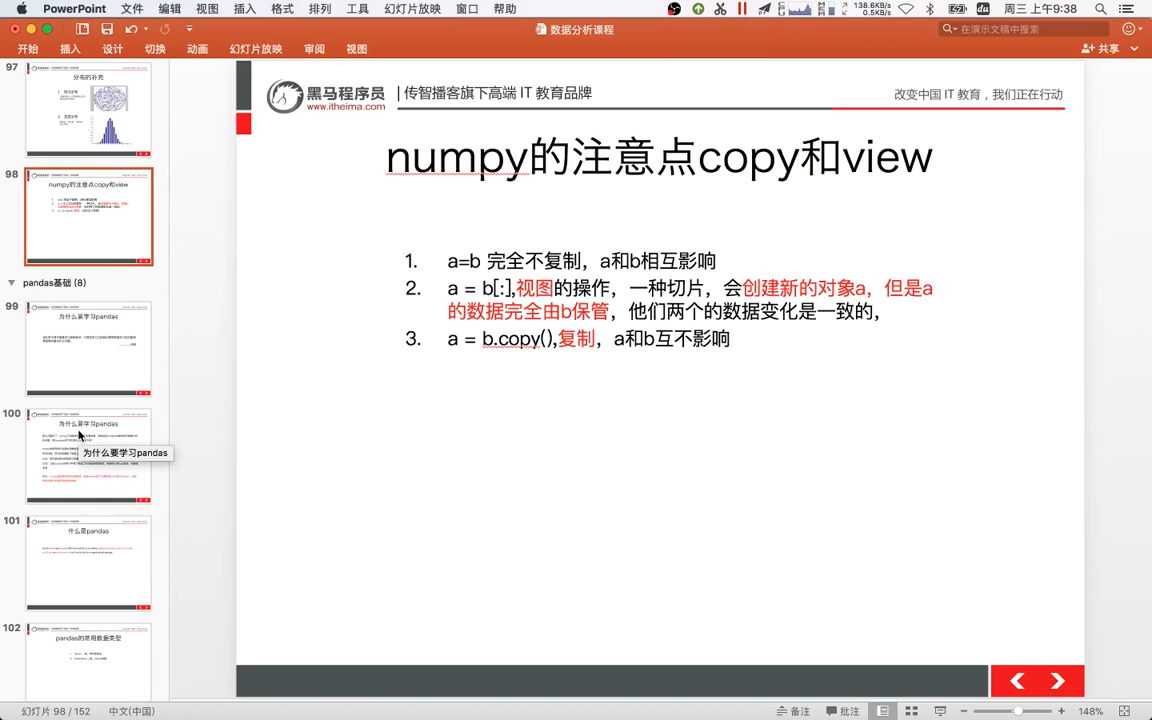 PowerPoint 文件 编辑 视图 插入 格式 排列 工具 幻灯片放映 窗口 帮助
138.6KB/s
0.5KB/s
周三 上午9:38
数据分析课程
在演示文稿中搜索
开始 插入 设计 切换 动画 幻灯片放映 审阅 视图
共享
97
分布的补充
98
numpy的注意点copy和view
pandas基础 (8)
99
为什么要学习pandas
100
为什么要学习pandas
为什么要学习pandas
101
什么是pandas
102
pandas的常用数据类型
黑马程序员
www.itheima.com
传智播客旗下高端 IT 教育品牌
改变中国 IT 教育，我们正在行动
numpy的注意点copy和view
1. a=b 完全不复制，a和b相互影响
2. a = b[:],视图的操作，一种切片，会创建新的对象a，但是a
的数据完全由b保管，他们两个的数据变化是一致的，
3. a = b.copy(),复制，a和b互不影响
幻灯片 98 / 152 中文(中国)
备注 批注
148%